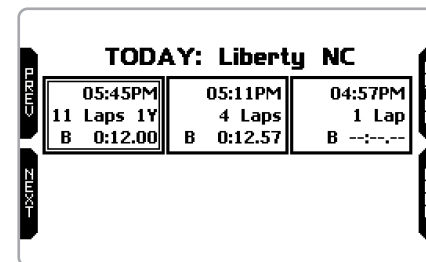 TODAY: Liberty NC
PREV
05:45PM
11 Laps 1Y
B 0:12.00
05:11PM
4 Laps
B 0:12.57
04:57PM
1 Lap
B --:--.--
NEXT